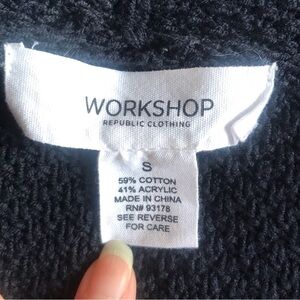 WORKSHOP
REPUBLIC CLOTHING
S
59% COTTON
41% ACRYLIC
MADE IN CHINA
RN# 93178
SEE REVERSE
FOR CARE